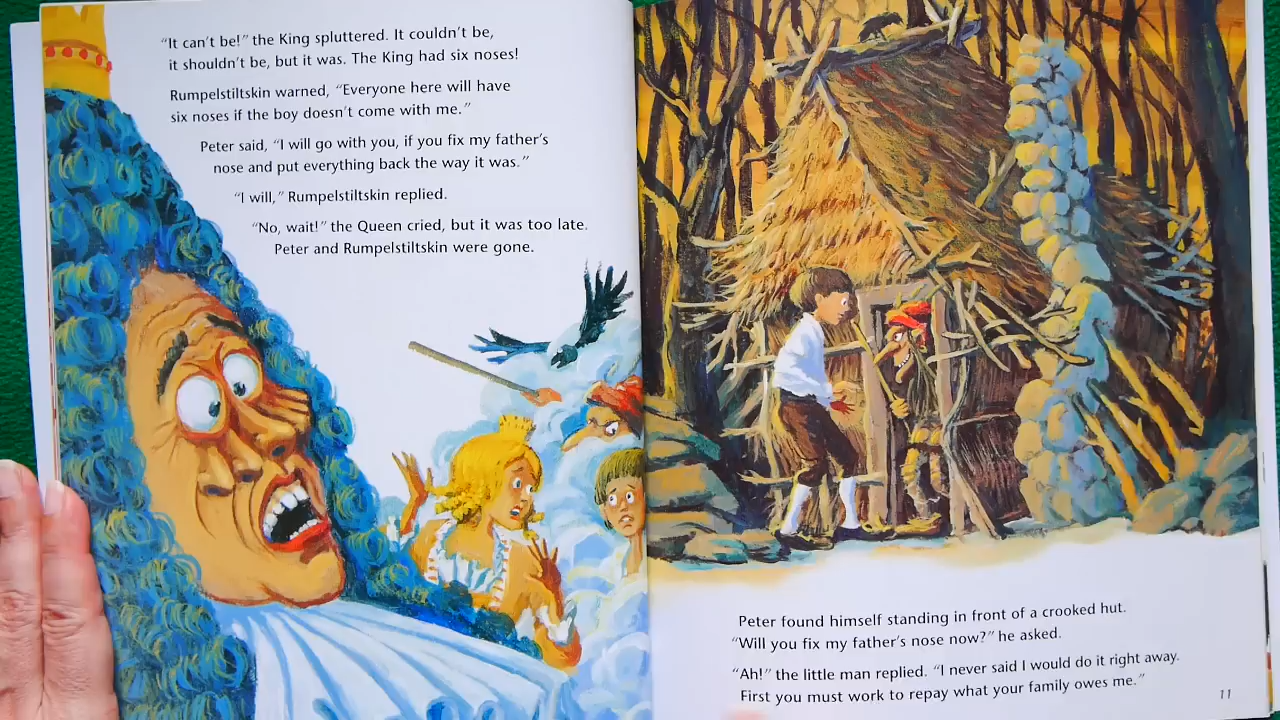 “It can’t be!” the King spluttered. It couldn’t be,
it shouldn’t be, but it was. The King had six noses!
Rumpelstiltskin warned, “Everyone here will have
six noses if the boy doesn’t come with me.”
Peter said, “I will go with you, if you fix my father’s
nose and put everything back the way it was.”
“I will,” Rumpelstiltskin replied.
“No, wait!” the Queen cried, but it was too late.
Peter and Rumpelstiltskin were gone.
Peter found himself standing in front of a crooked hut.
“Will you fix my father’s nose now?” he asked.
“Ah!” the little man replied. “I never said I would do it right away.
First you must work to repay what your family owes me.”
11